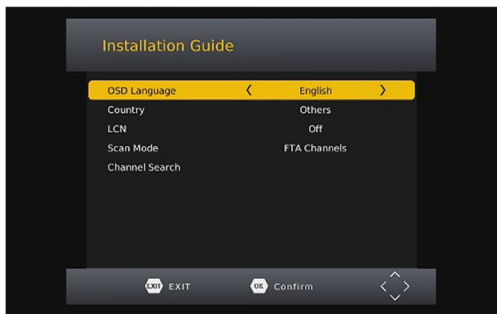 Installation Guide
OSD Language English
Country Others
LCN Off
Scan Mode FTA Channels
Channel Search
EXIT EXIT OK Confirm